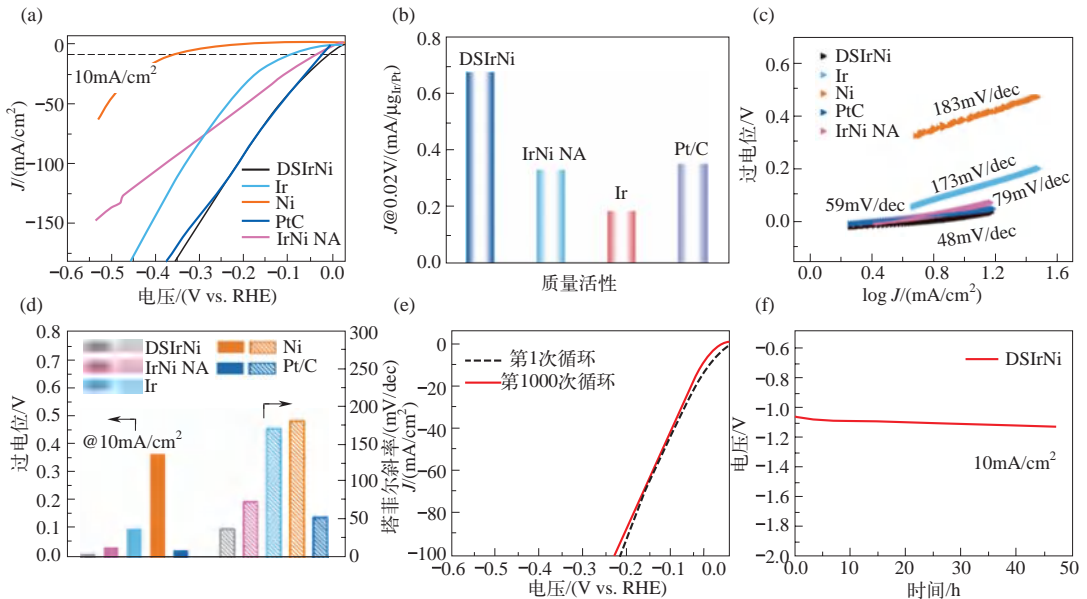 (a)
0
−50
−100
−150
J/(mA/cm²)
10mA/cm²
DSIrNi
Ir
Ni
PtC
IrNi NA
−0.6 −0.5 −0.4 −0.3 −0.2 −0.1 0.0
电压/(V vs. RHE)
(b)
0.8
0.6
0.4
0.2
0.0
J@0.02V/(mA/μg_Ir/Pt)
DSIrNi
IrNi NA
Ir
Pt/C
质量活性
(c)
0.6
0.4
0.2
0.0
过电位/V
DSIrNi
Ir
Ni
PtC
IrNi NA
183mV/dec
173mV/dec
59mV/dec
79mV/dec
48mV/dec
0.0 0.4 0.8 1.2 1.6
log J/(mA/cm²)
(d)
0.8
0.7
0.6
0.5
0.4
0.3
0.2
0.1
0.0
过电位/V
DSIrNi
IrNi NA
Ir
Ni
Pt/C
@10mA/cm²
300
250
200
150
100
50
0
塔菲尔斜率/(mV/dec)
(e)
0
−20
−40
−60
−80
−100
J/(mA/cm²)
第1次循环
第1000次循环
−0.6 −0.5 −0.4 −0.3 −0.2 −0.1 0.0
电压/(V vs. RHE)
(f)
−0.6
−0.8
−1.0
−1.2
−1.4
−1.6
−1.8
−2.0
电压/V
DSIrNi
10mA/cm²
0.0 10 20 30 40 50
时间/h